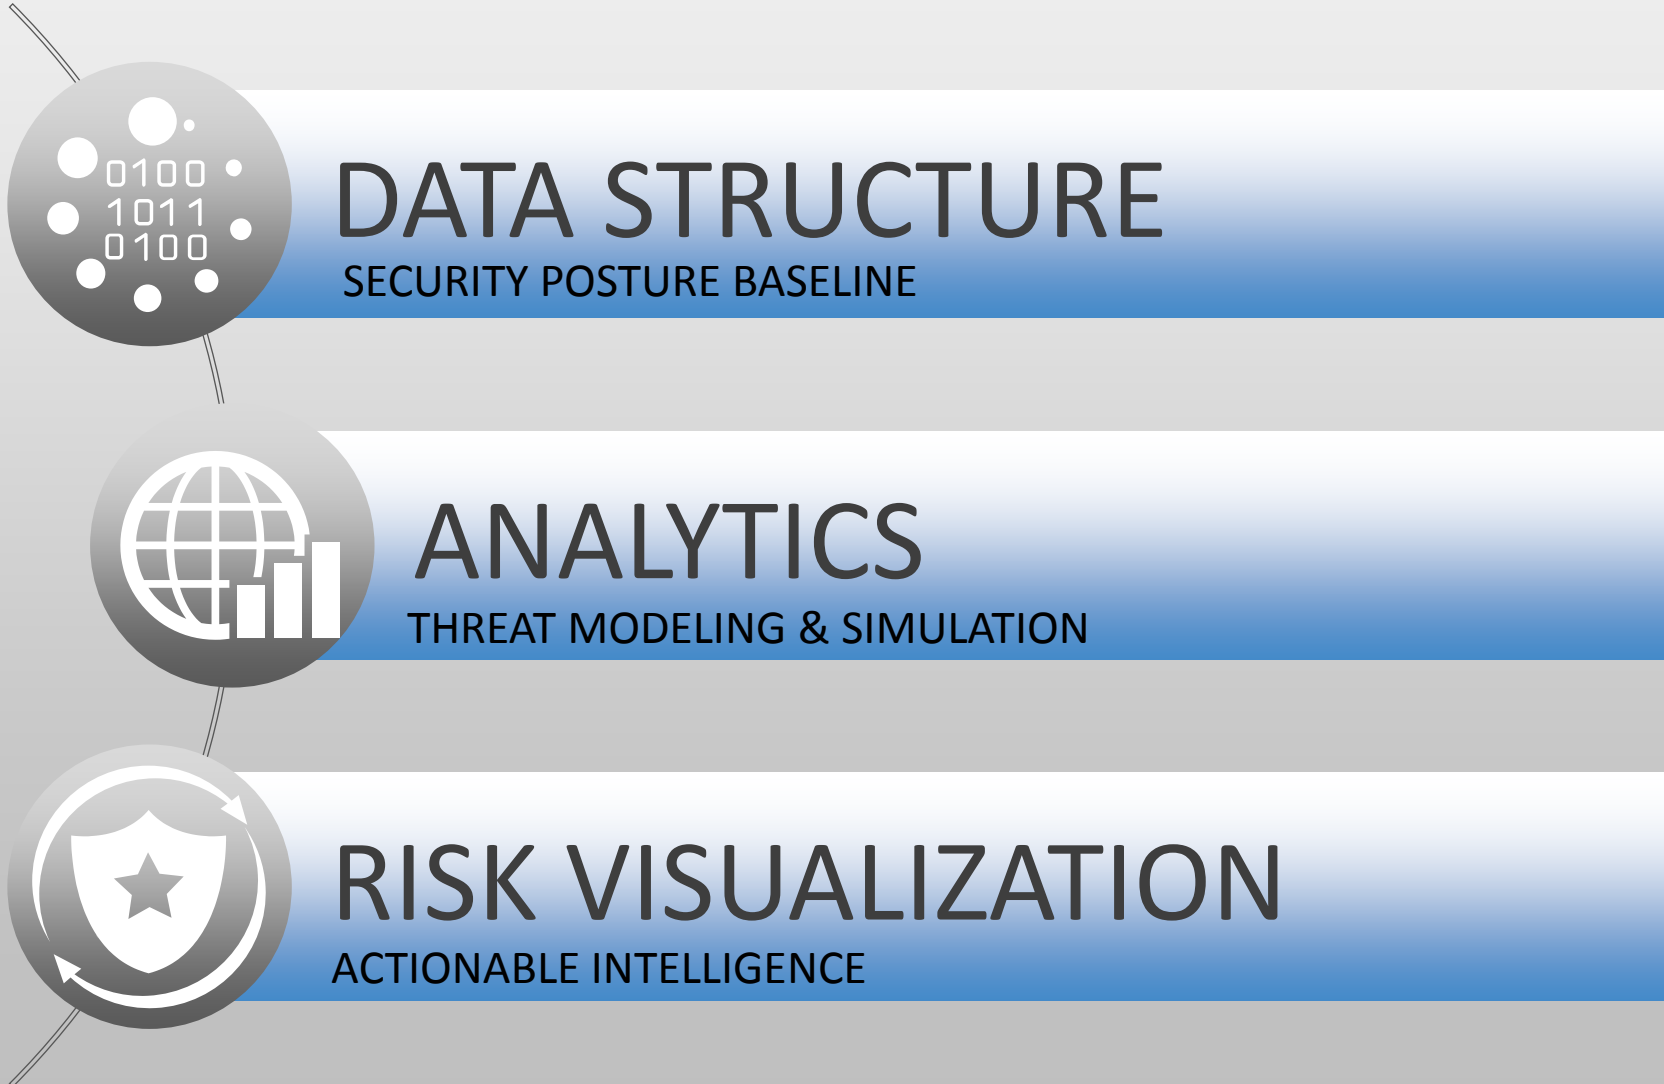 0100
1011
0100
DATA STRUCTURE
SECURITY POSTURE BASELINE
ANALYTICS
THREAT MODELING & SIMULATION
RISK VISUALIZATION
ACTIONABLE INTELLIGENCE